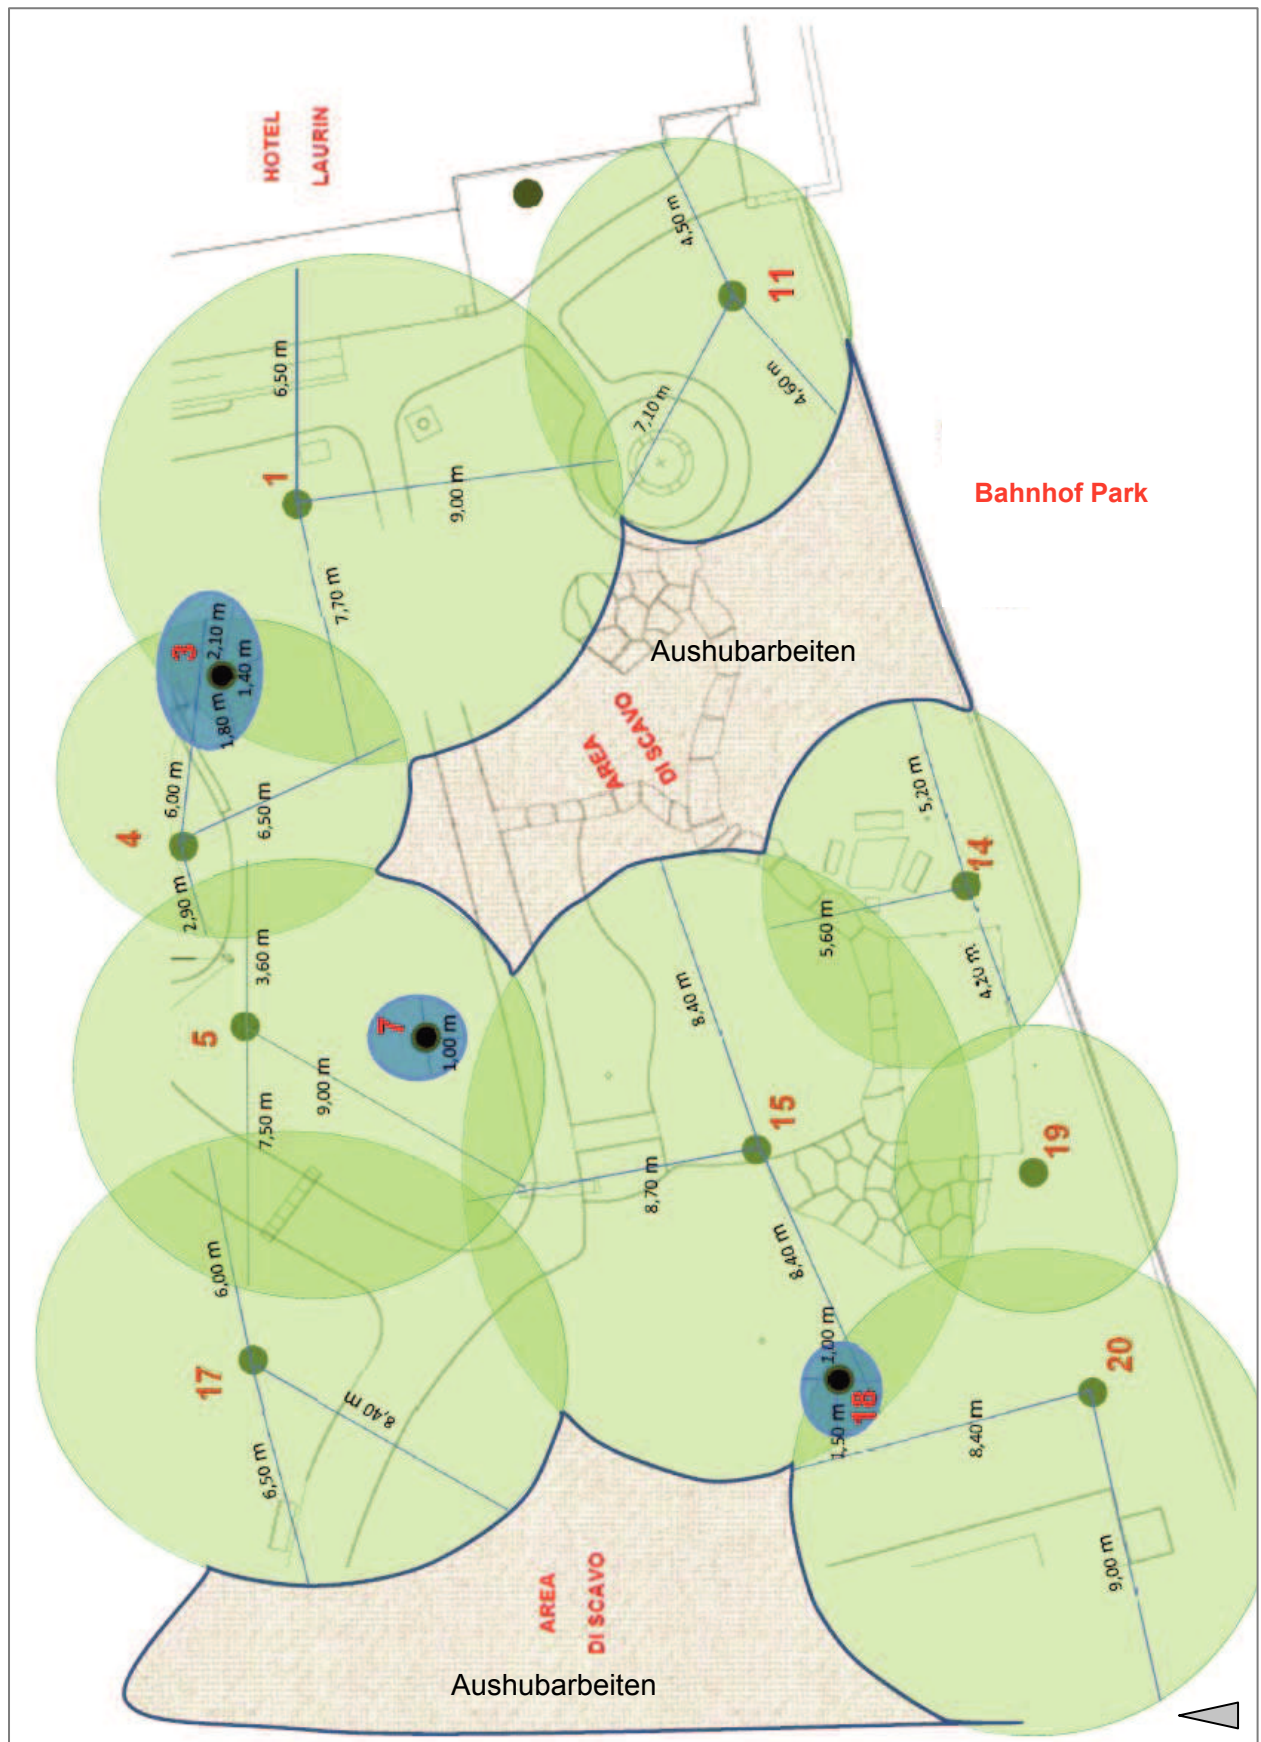 HOTEL
LAURIN
4,50 m
11
6,50 m
7,10 m
4,60 m
1
9,00 m
Bahnhof Park
7,70 m
3
2,10 m
1,40 m
1,80 m
Aushubarbeiten
AREA
DI SCAVO
6,00 m
6,50 m
4
5,20 m
14
2,90 m
3,60 m
5,60 m
4,20 m
8,40 m
5
7
1,00 m
9,00 m
7,50 m
15
19
8,70 m
6,00 m
8,40 m
1,00 m
17
18
20
8,40 m
1,50 m
8,40 m
6,50 m
9,00 m
AREA
DI SCAVO
Aushubarbeiten